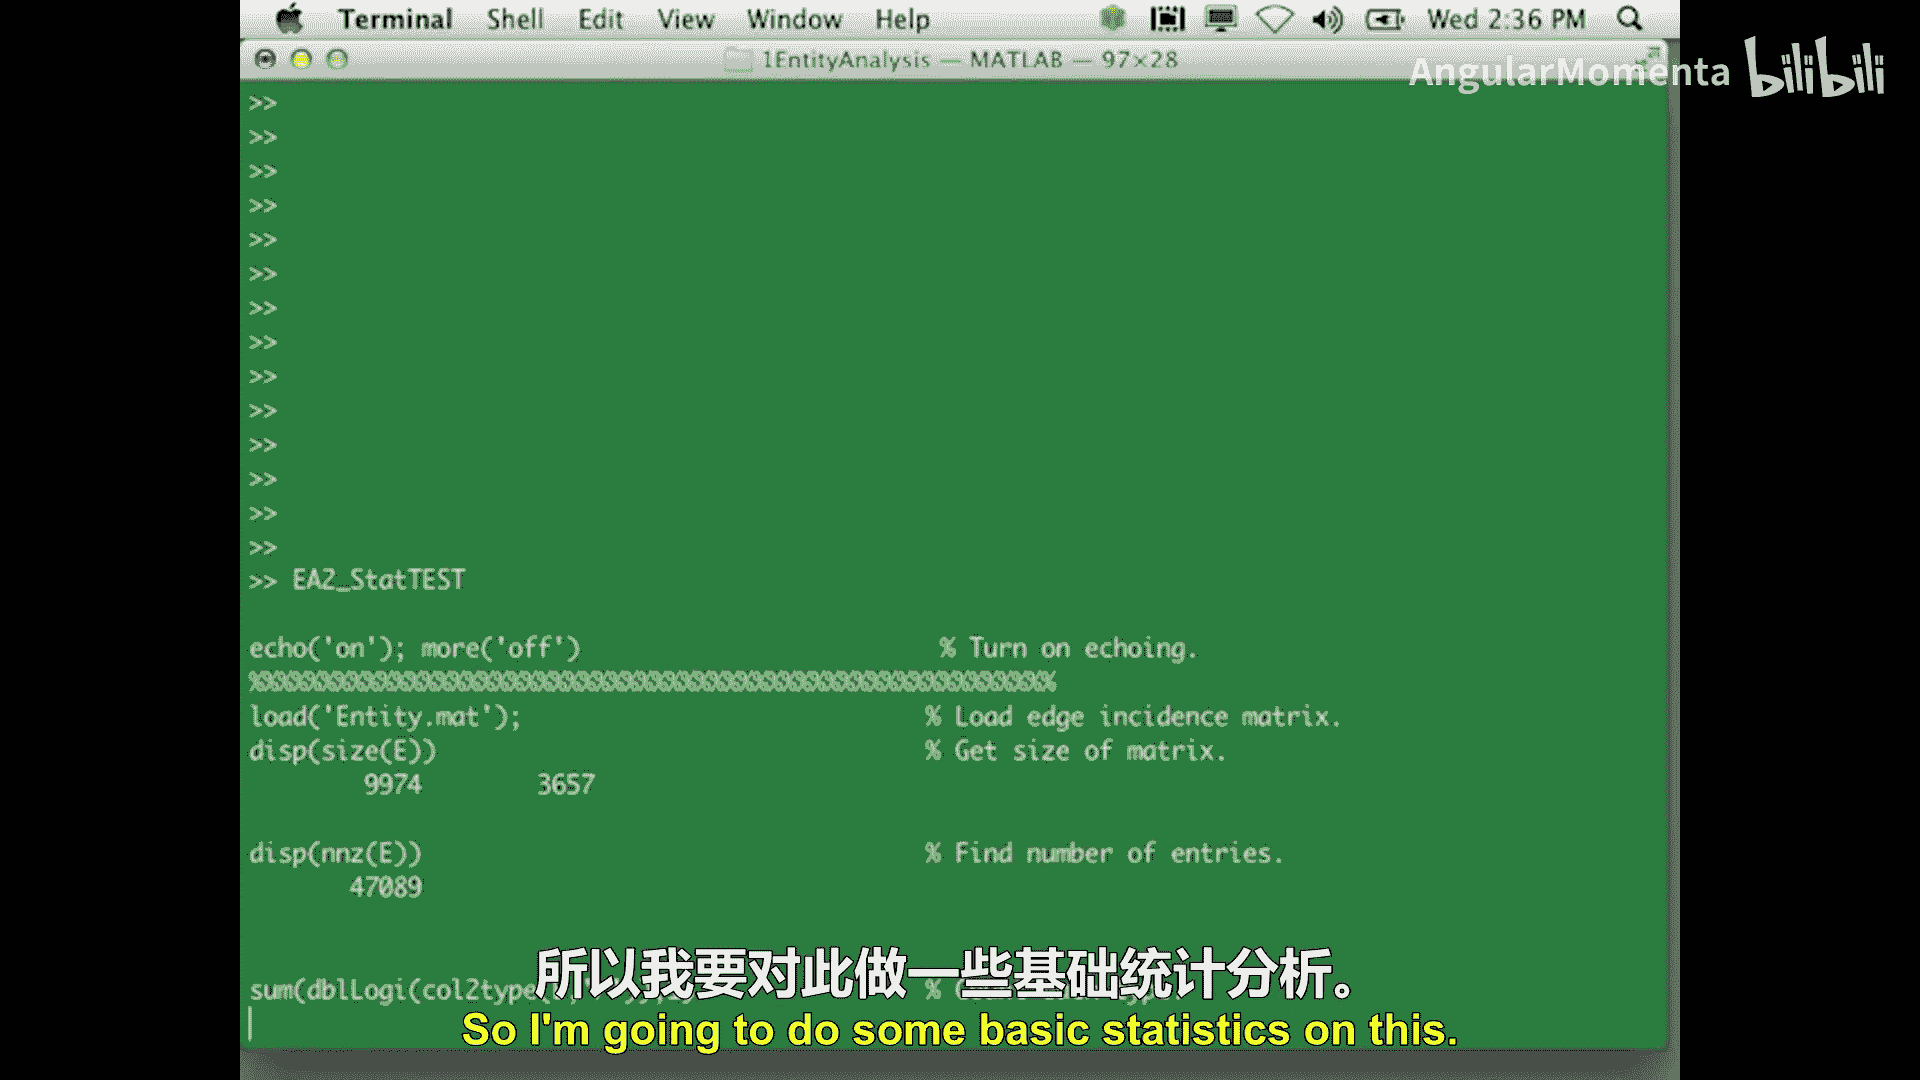 Terminal Shell Edit View Window Help Wed 2:36 PM
1EntityAnalysis — MATLAB — 97×28
AngularMomenta bilibili
>>
>>
>>
>>
>>
>>
>>
>>
>>
>>
>>
>>
>>
>>
>> EA2_StatTEST
echo('on'); more('off') % Turn on echoing.
%%%%%%%%%%%%%%%%%%%%%%%%%%%%%%%%%%%%%%%%%%%%%%%%%%%%%%%%
load('Entity.mat'); % Load edge incidence matrix.
disp(size(E)) % Get size of matrix.
9974 3657
disp(nnz(E)) % Find number of entries.
47089
sum(dblLogi(col2type( %
所以我要对此做一些基础统计分析。
So I'm going to do some basic statistics on this.